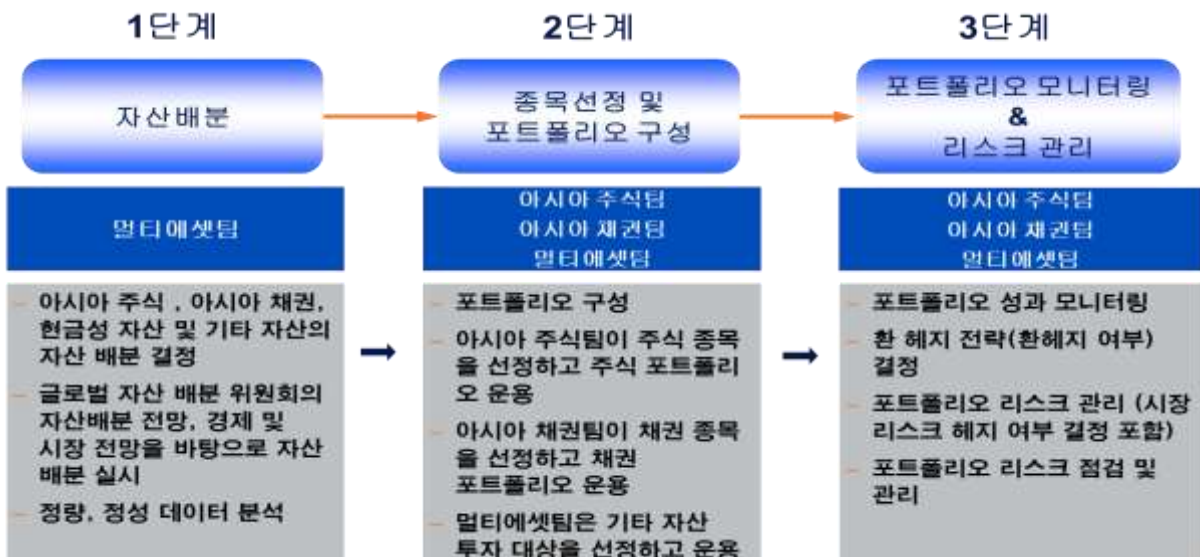 1단계
2단계
3단계
자산배분
종목선정 및
포트폴리오 구성
포트폴리오 모니터링
&
리스크 관리
멀티에셋팀
아시아 주식팀
아시아 채권팀
멀티에셋팀
아시아 주식팀
아시아 채권팀
멀티에셋팀
– 아시아 주식 , 아시아 채권,
현금성 자산 및 기타 자산의
자산 배분 결정
– 글로벌 자산 배분 위원회의
자산배분 전망, 경제 및
시장 전망을 바탕으로 자산
배분 실시
– 정량, 정성 데이터 분석
– 포트폴리오 구성
– 아시아 주식팀이 주식 종목
을 선정하고 주식 포트폴리
오 운용
– 아시아 채권팀이 채권 종목
을 선정하고 채권
포트폴리오 운용
– 멀티에셋팀은 기타 자산
투자 대상을 선정하고 운용
– 포트폴리오 성과 모니터링
– 환 헤지 전략(환헤지 여부)
결정
– 포트폴리오 리스크 관리 (시장
리스크 헤지 여부 결정 포함)
– 포트폴리오 리스크 점검 및
관리